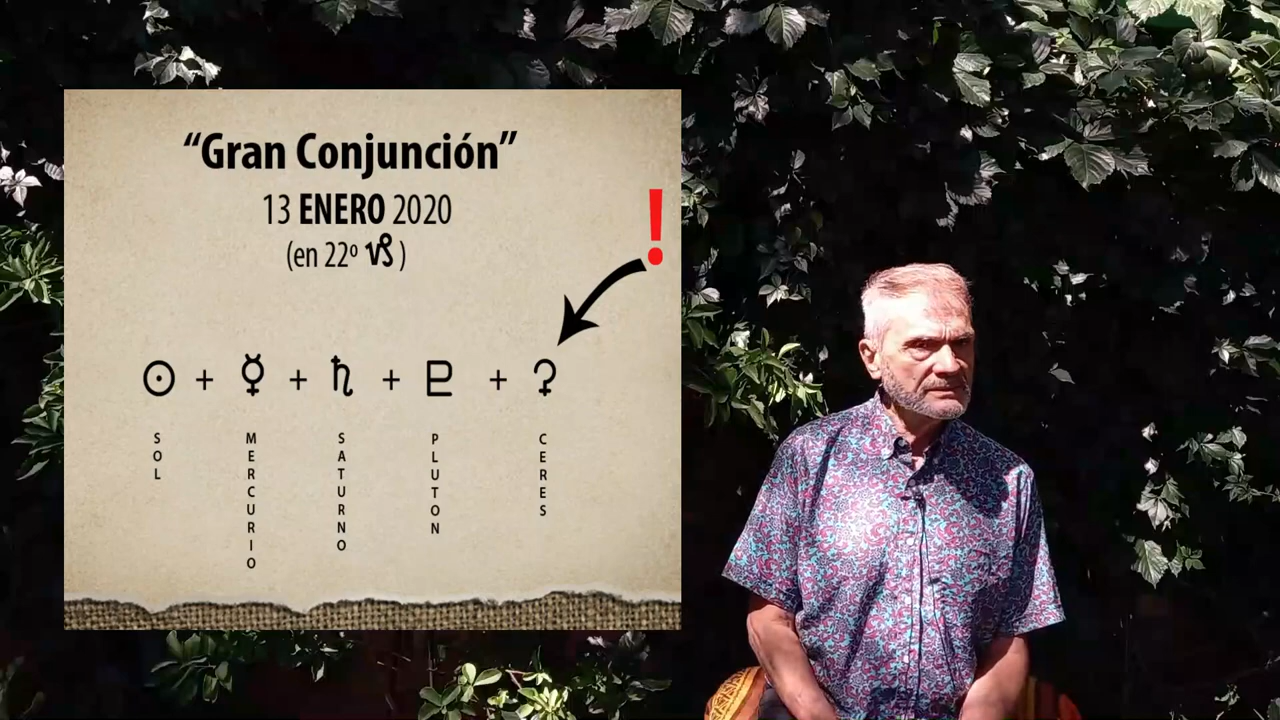 “Gran Conjunción”
13 ENERO 2020
(en 22º ♑)
!
☉ + ☿ + ♄ + ♇ + ⚳
SOL MERCURIO SATURNO PLUTON CERES